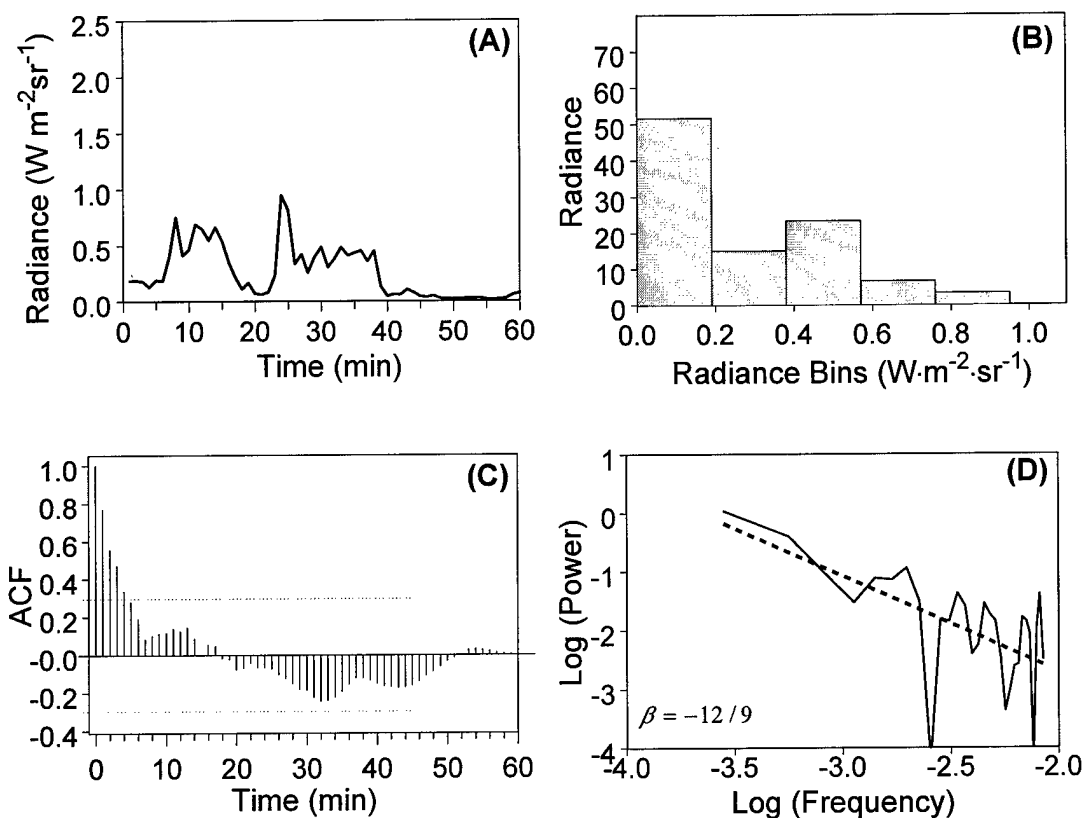 (A)
Radiance (W m-2sr-1)
2.5
2.0
1.5
1.0
0.5
0.0
0 10 20 30 40 50 60
Time (min)
(B)
Radiance
70
60
50
40
30
20
10
0
0.0 0.2 0.4 0.6 0.8 1.0
Radiance Bins (W·m-2·sr-1)
(C)
ACF
1.0
0.8
0.6
0.4
0.2
-0.0
-0.2
-0.4
0 10 20 30 40 50 60
Time (min)
(D)
Log (Power)
1
0
-1
-2
-3
-4
β = −12 / 9
-4.0 -3.5 -3.0 -2.5 -2.0
Log (Frequency)